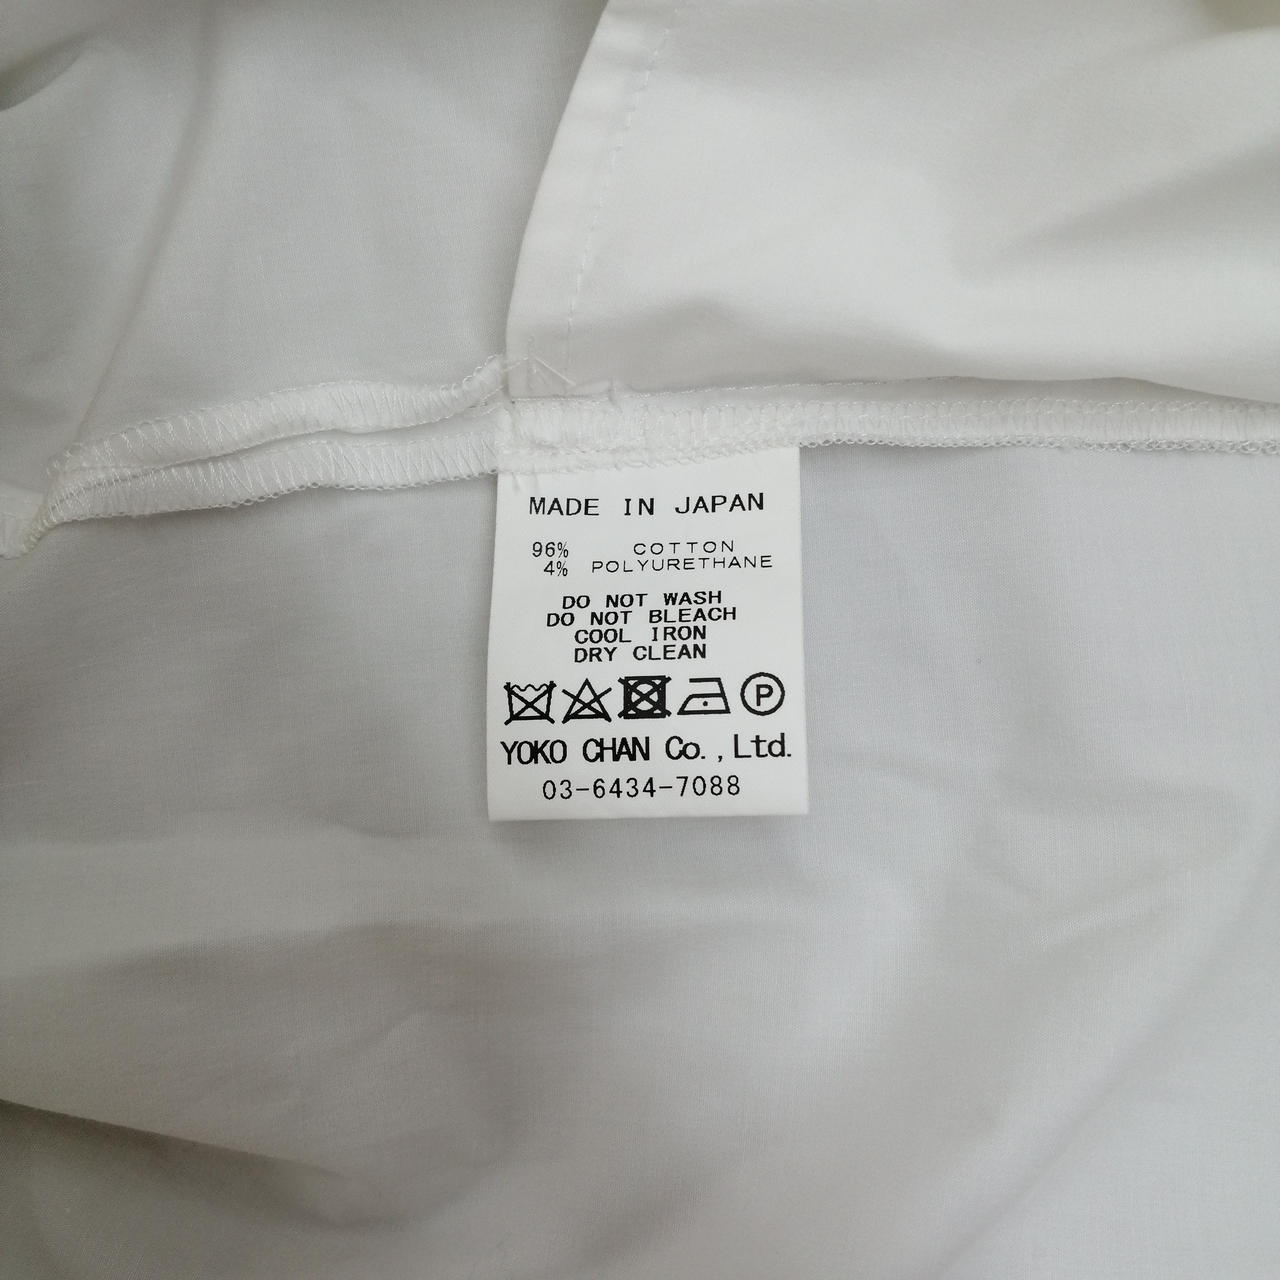 MADE IN JAPAN
96% COTTON
4% POLYURETHANE
DO NOT WASH
DO NOT BLEACH
COOL IRON
DRY CLEAN
P
YOKO CHAN Co.,Ltd.
03-6434-7088